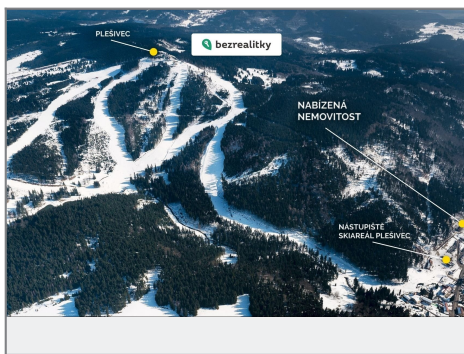 PLEŠIVEC
bezrealitky
NABÍZENÁ
NEMOVITOST
NÁSTUPIŠTĚ
SKIAREÁL PLEŠIVEC